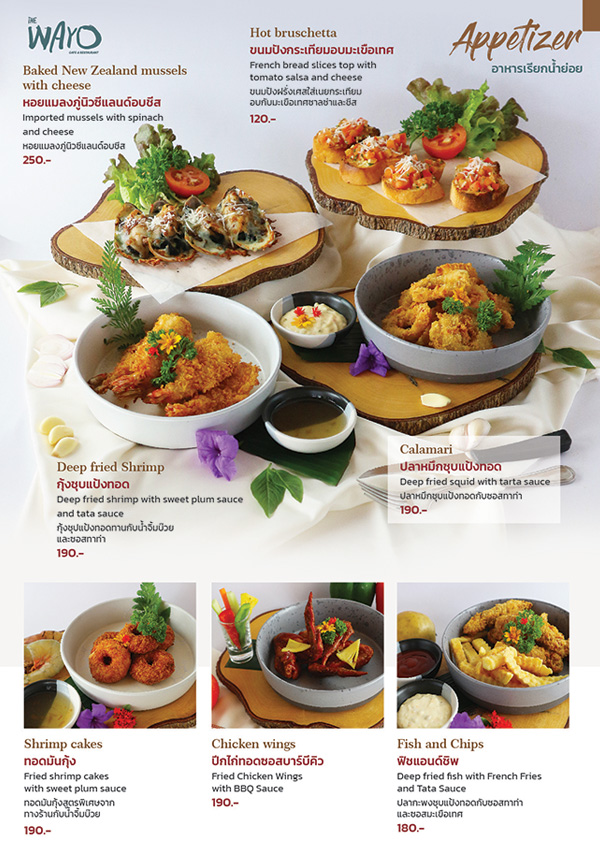 THE
WAYO
CAFE & RESTAURANT
Appetizer
อาหารเรียกน้ำย่อย
Baked New Zealand mussels
with cheese
หอยแมลงภู่นิวซีแลนด์อบชีส
Imported mussels with spinach
and cheese
หอยแมลงภู่นิวซีแลนด์อบชีส
250.-
Hot bruschetta
ขนมปังกระเทียมอบมะเขือเทศ
French bread slices top with
tomato salsa and cheese
ขนมปังฝรั่งเศสใส่เนยกระเทียม
อบกับมะเขือเทศซาลซ่าและชีส
120.-
Deep fried Shrimp
กุ้งชุบแป้งทอด
Deep fried shrimp with sweet plum sauce
and tata sauce
กุ้งชุบแป้งทอดทานกับน้ำจิ้มบ๊วย
และซอสทาท่า
190.-
Calamari
ปลาหมึกชุบแป้งทอด
Deep fried squid with tarta sauce
ปลาหมึกชุบแป้งทอดกับซอสทาท่า
190.-
Shrimp cakes
ทอดมันกุ้ง
Fried shrimp cakes
with sweet plum sauce
ทอดมันกุ้งสูตรพิเศษจาก
ทางร้านกับน้ำจิ้มบ๊วย
190.-
Chicken wings
ปีกไก่ทอดซอสบาร์บีคิว
Fried Chicken Wings
with BBQ Sauce
190.-
Fish and Chips
ฟิชแอนด์ชิพ
Deep fried fish with French Fries
and Tata Sauce
ปลากะพงชุบแป้งทอดกับซอสทาท่า
และซอสมะเขือเทศ
180.-